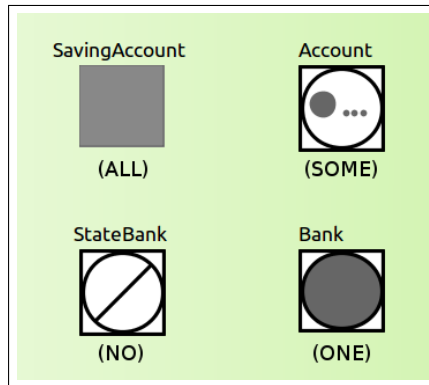 SavingAccount
Account
(ALL)
(SOME)
StateBank
Bank
(NO)
(ONE)